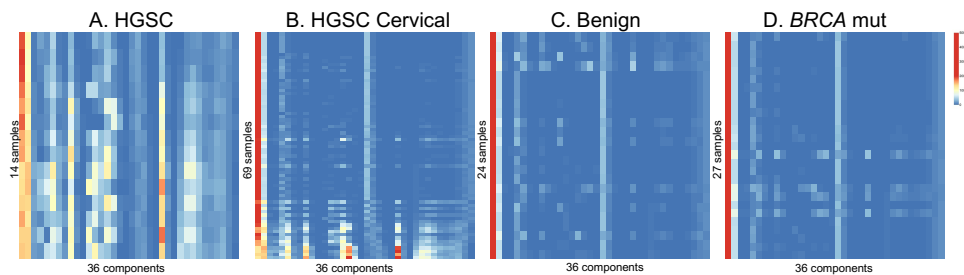 A. HGSC
B. HGSC Cervical
C. Benign
D. BRCA mut
14 samples
69 samples
24 samples
27 samples
36 components
36 components
36 components
36 components